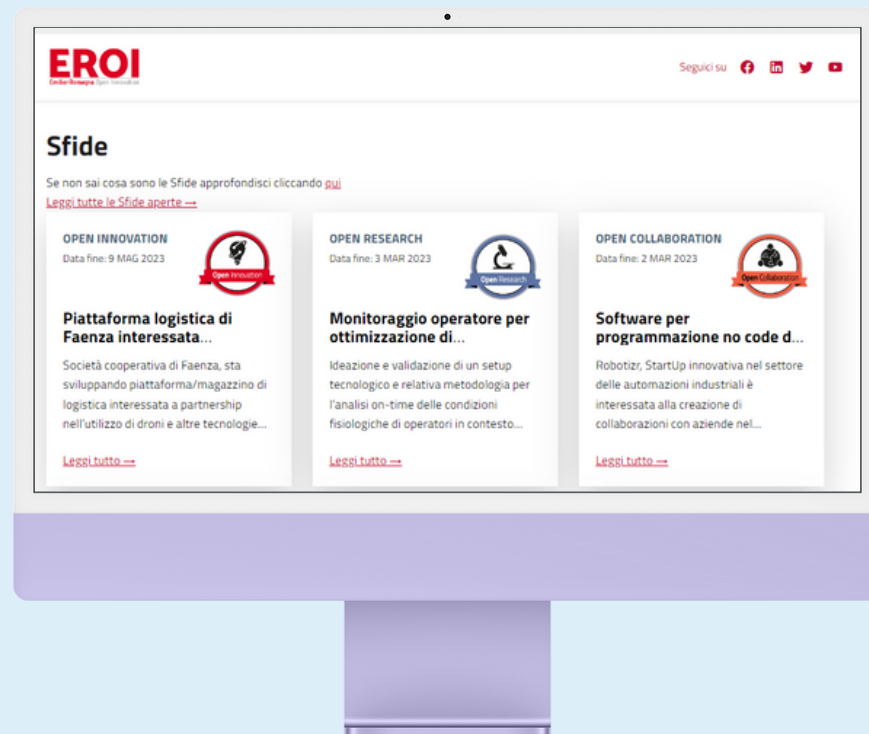 EROI
Emilia-Romagna Open Innovation
Seguici su
Sfide
Se non sai cosa sono le Sfide approfondisci cliccando qui
Leggi tutte le Sfide aperte →
OPEN INNOVATION
Data fine: 9 MAG 2023
Open Innovation
Piattaforma logistica di
Faenza interessata...
Società cooperativa di Faenza, sta
sviluppando piattaforma/magazzino di
logistica interessata a partnership
nell'utilizzo di droni e altre tecnologie...
Leggi tutto →
OPEN RESEARCH
Data fine: 3 MAR 2023
Open Research
Monitoraggio operatore per
ottimizzazione di...
Ideazione e validazione di un setup
tecnologico e relativa metodologia per
l'analisi on-time delle condizioni
fisiologiche di operatori in contesto...
Leggi tutto →
OPEN COLLABORATION
Data fine: 2 MAR 2023
Open Collaboration
Software per
programmazione no code d...
Robotizr, StartUp innovativa nel settore
delle automazioni industriali è
interessata alla creazione di
collaborazioni con aziende nel...
Leggi tutto →